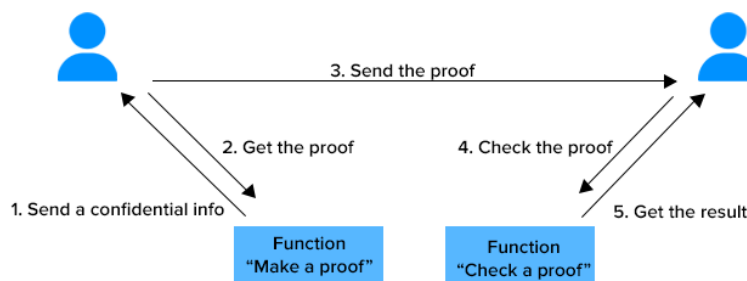 3. Send the proof
2. Get the proof
4. Check the proof
1. Send a confidential info
5. Get the result
Function
“Make a proof”
Function
“Check a proof”